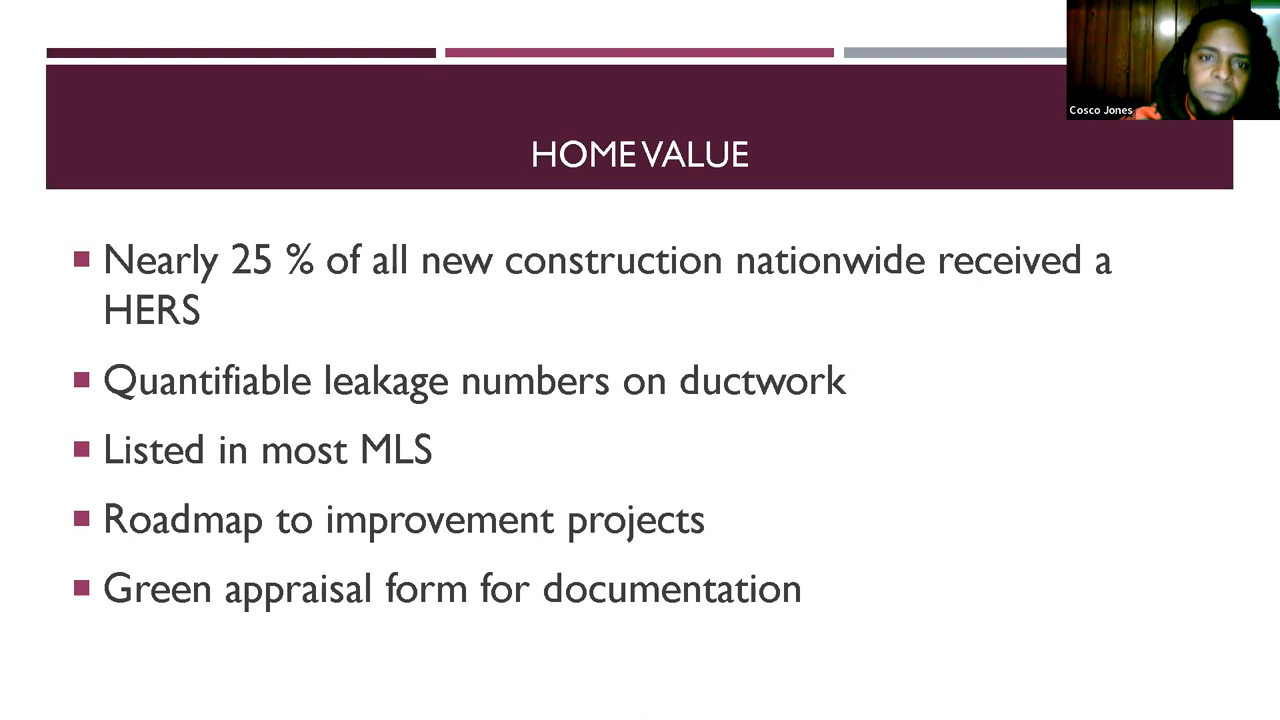 Cosco Jones
HOME VALUE
Nearly 25 % of all new construction nationwide received a
HERS
Quantifiable leakage numbers on ductwork
Listed in most MLS
Roadmap to improvement projects
Green appraisal form for documentation